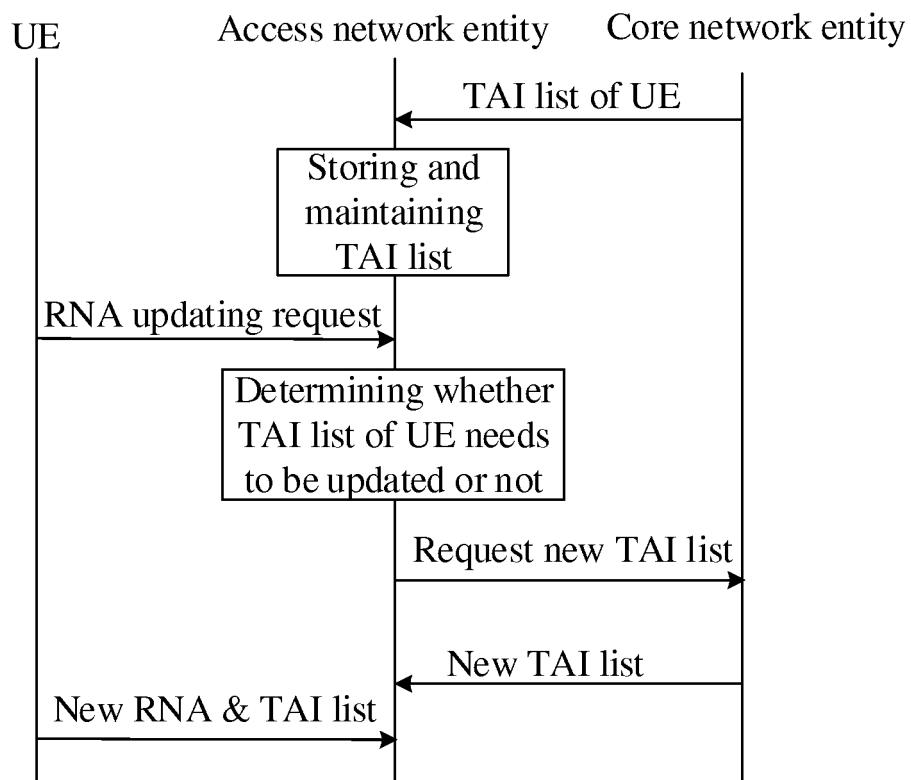 UE
Access network entity
Core network entity
TAI list of UE
Storing and
maintaining
TAI list
RNA updating request
Determining whether
TAI list of UE needs
to be updated or not
Request new TAI list
New TAI list
New RNA & TAI list